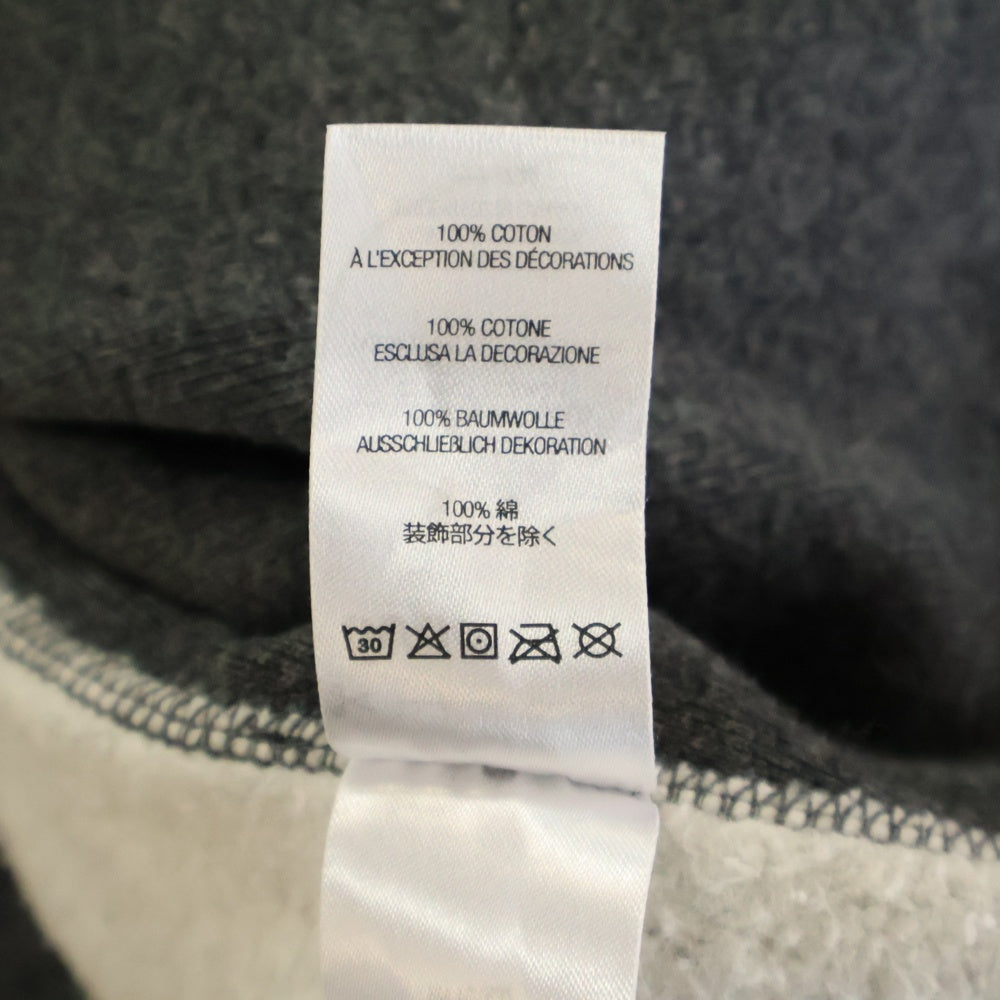 100% COTON
À L'EXCEPTION DES DÉCORATIONS
100% COTONE
ESCLUSA LA DECORAZIONE
100% BAUMWOLLE
AUSSCHLIEBLICH DEKORATION
100% 綿
装飾部分を除く
30